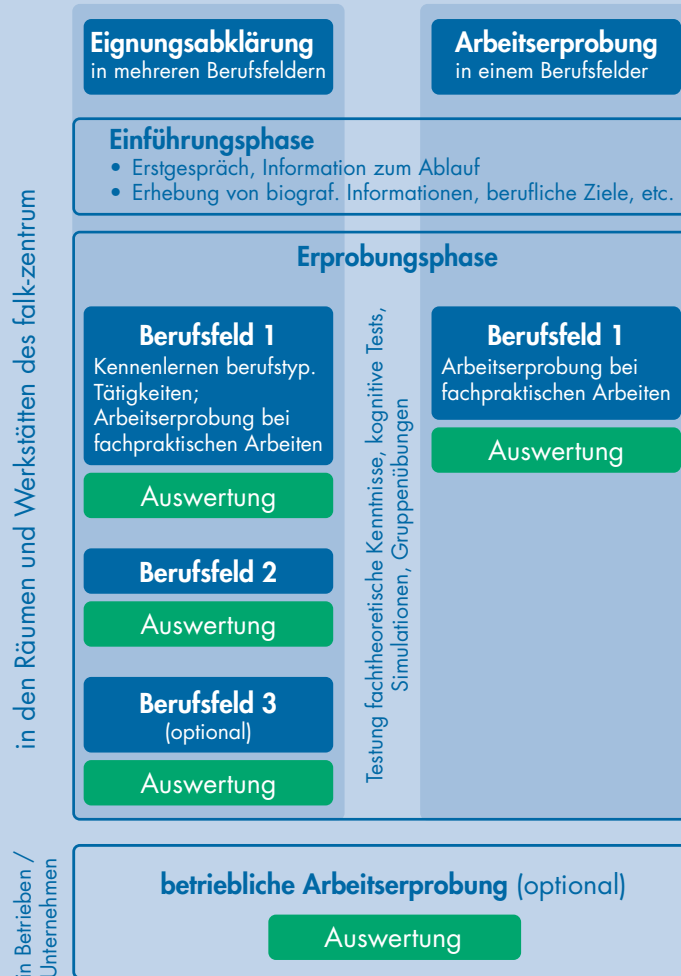 Eignungsabklärung
in mehreren Berufsfeldern
Arbeitserprobung
in einem Berufsfelder
Einführungsphase
• Erstgespräch, Information zum Ablauf
• Erhebung von biograf. Informationen, berufliche Ziele, etc.
in den Räumen und Werkstätten des falk-zentrum
Erprobungsphase
Berufsfeld 1
Kennenlernen berufstyp.
Tätigkeiten;
Arbeitserprobung bei
fachpraktischen Arbeiten
Auswertung
Berufsfeld 2
Auswertung
Berufsfeld 3
(optional)
Auswertung
Testung fachtheoretische Kenntnisse, kognitive Tests,
Simulationen, Gruppenübungen
Berufsfeld 1
Arbeitserprobung bei
fachpraktischen Arbeiten
Auswertung
in Betrieben /
Unternehmen
betriebliche Arbeitserprobung (optional)
Auswertung